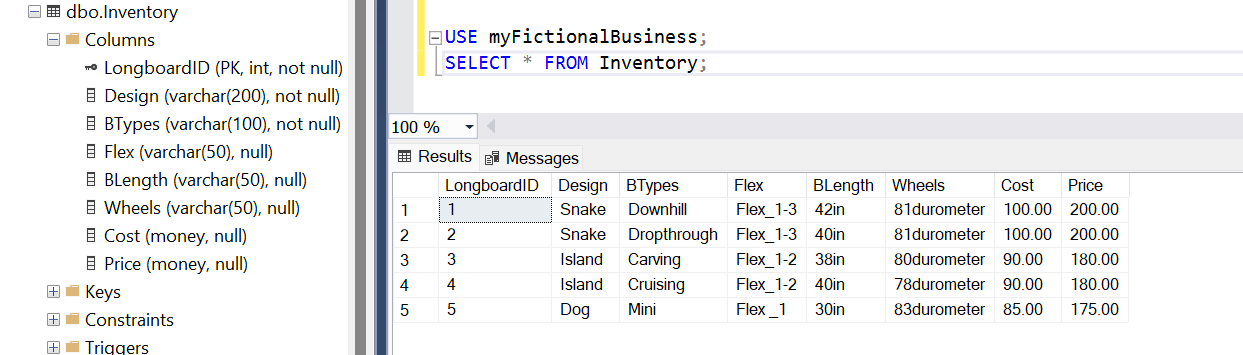 dbo.Inventory
Columns
LongboardID (PK, int, not null)
Design (varchar(200), not null)
BTypes (varchar(100), not null)
Flex (varchar(50), null)
BLength (varchar(50), null)
Wheels (varchar(50), null)
Cost (money, null)
Price (money, null)
Keys
Constraints
Triggers
USE myFictionalBusiness;
SELECT * FROM Inventory;
100 %
Results Messages
LongboardID Design BTypes Flex BLength Wheels Cost Price
1 1 Snake Downhill Flex_1-3 42in 81durometer 100.00 200.00
2 2 Snake Dropthrough Flex_1-3 40in 81durometer 100.00 200.00
3 3 Island Carving Flex_1-2 38in 80durometer 90.00 180.00
4 4 Island Cruising Flex_1-2 40in 78durometer 90.00 180.00
5 5 Dog Mini Flex _1 30in 83durometer 85.00 175.00